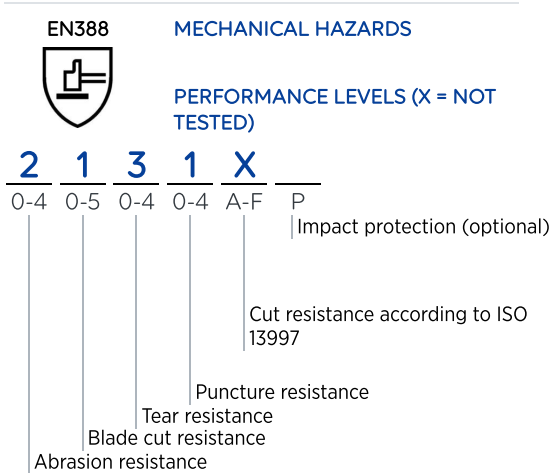 EN388
MECHANICAL HAZARDS
PERFORMANCE LEVELS (X = NOT
TESTED)
2 1 3 1 X
0-4 0-5 0-4 0-4 A-F P
Impact protection (optional)
Cut resistance according to ISO
13997
Puncture resistance
Tear resistance
Blade cut resistance
Abrasion resistance